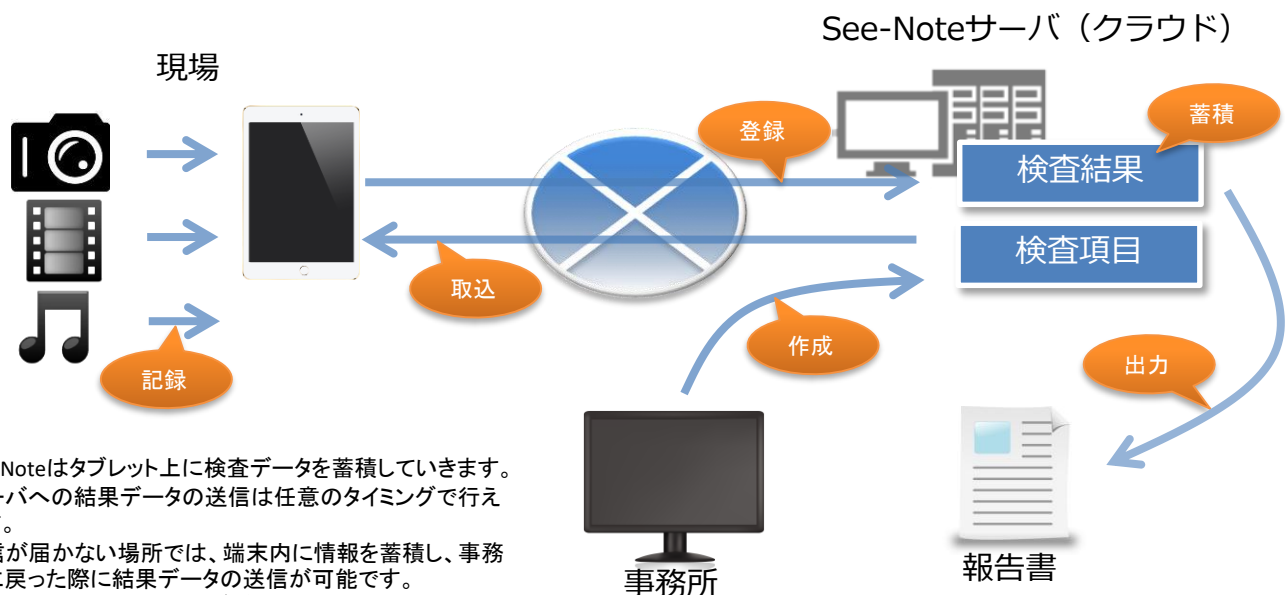 See-Noteサーバ（クラウド）
現場
登録
蓄積
検査結果
検査項目
取込
作成
記録
出力
Noteはタブレット上に検査データを蓄積していきます。
ーバへの結果データの送信は任意のタイミングで行え
。
信が届かない場所では、端末内に情報を蓄積し、事務
に戻った際に結果データの送信が可能です。
事務所
報告書